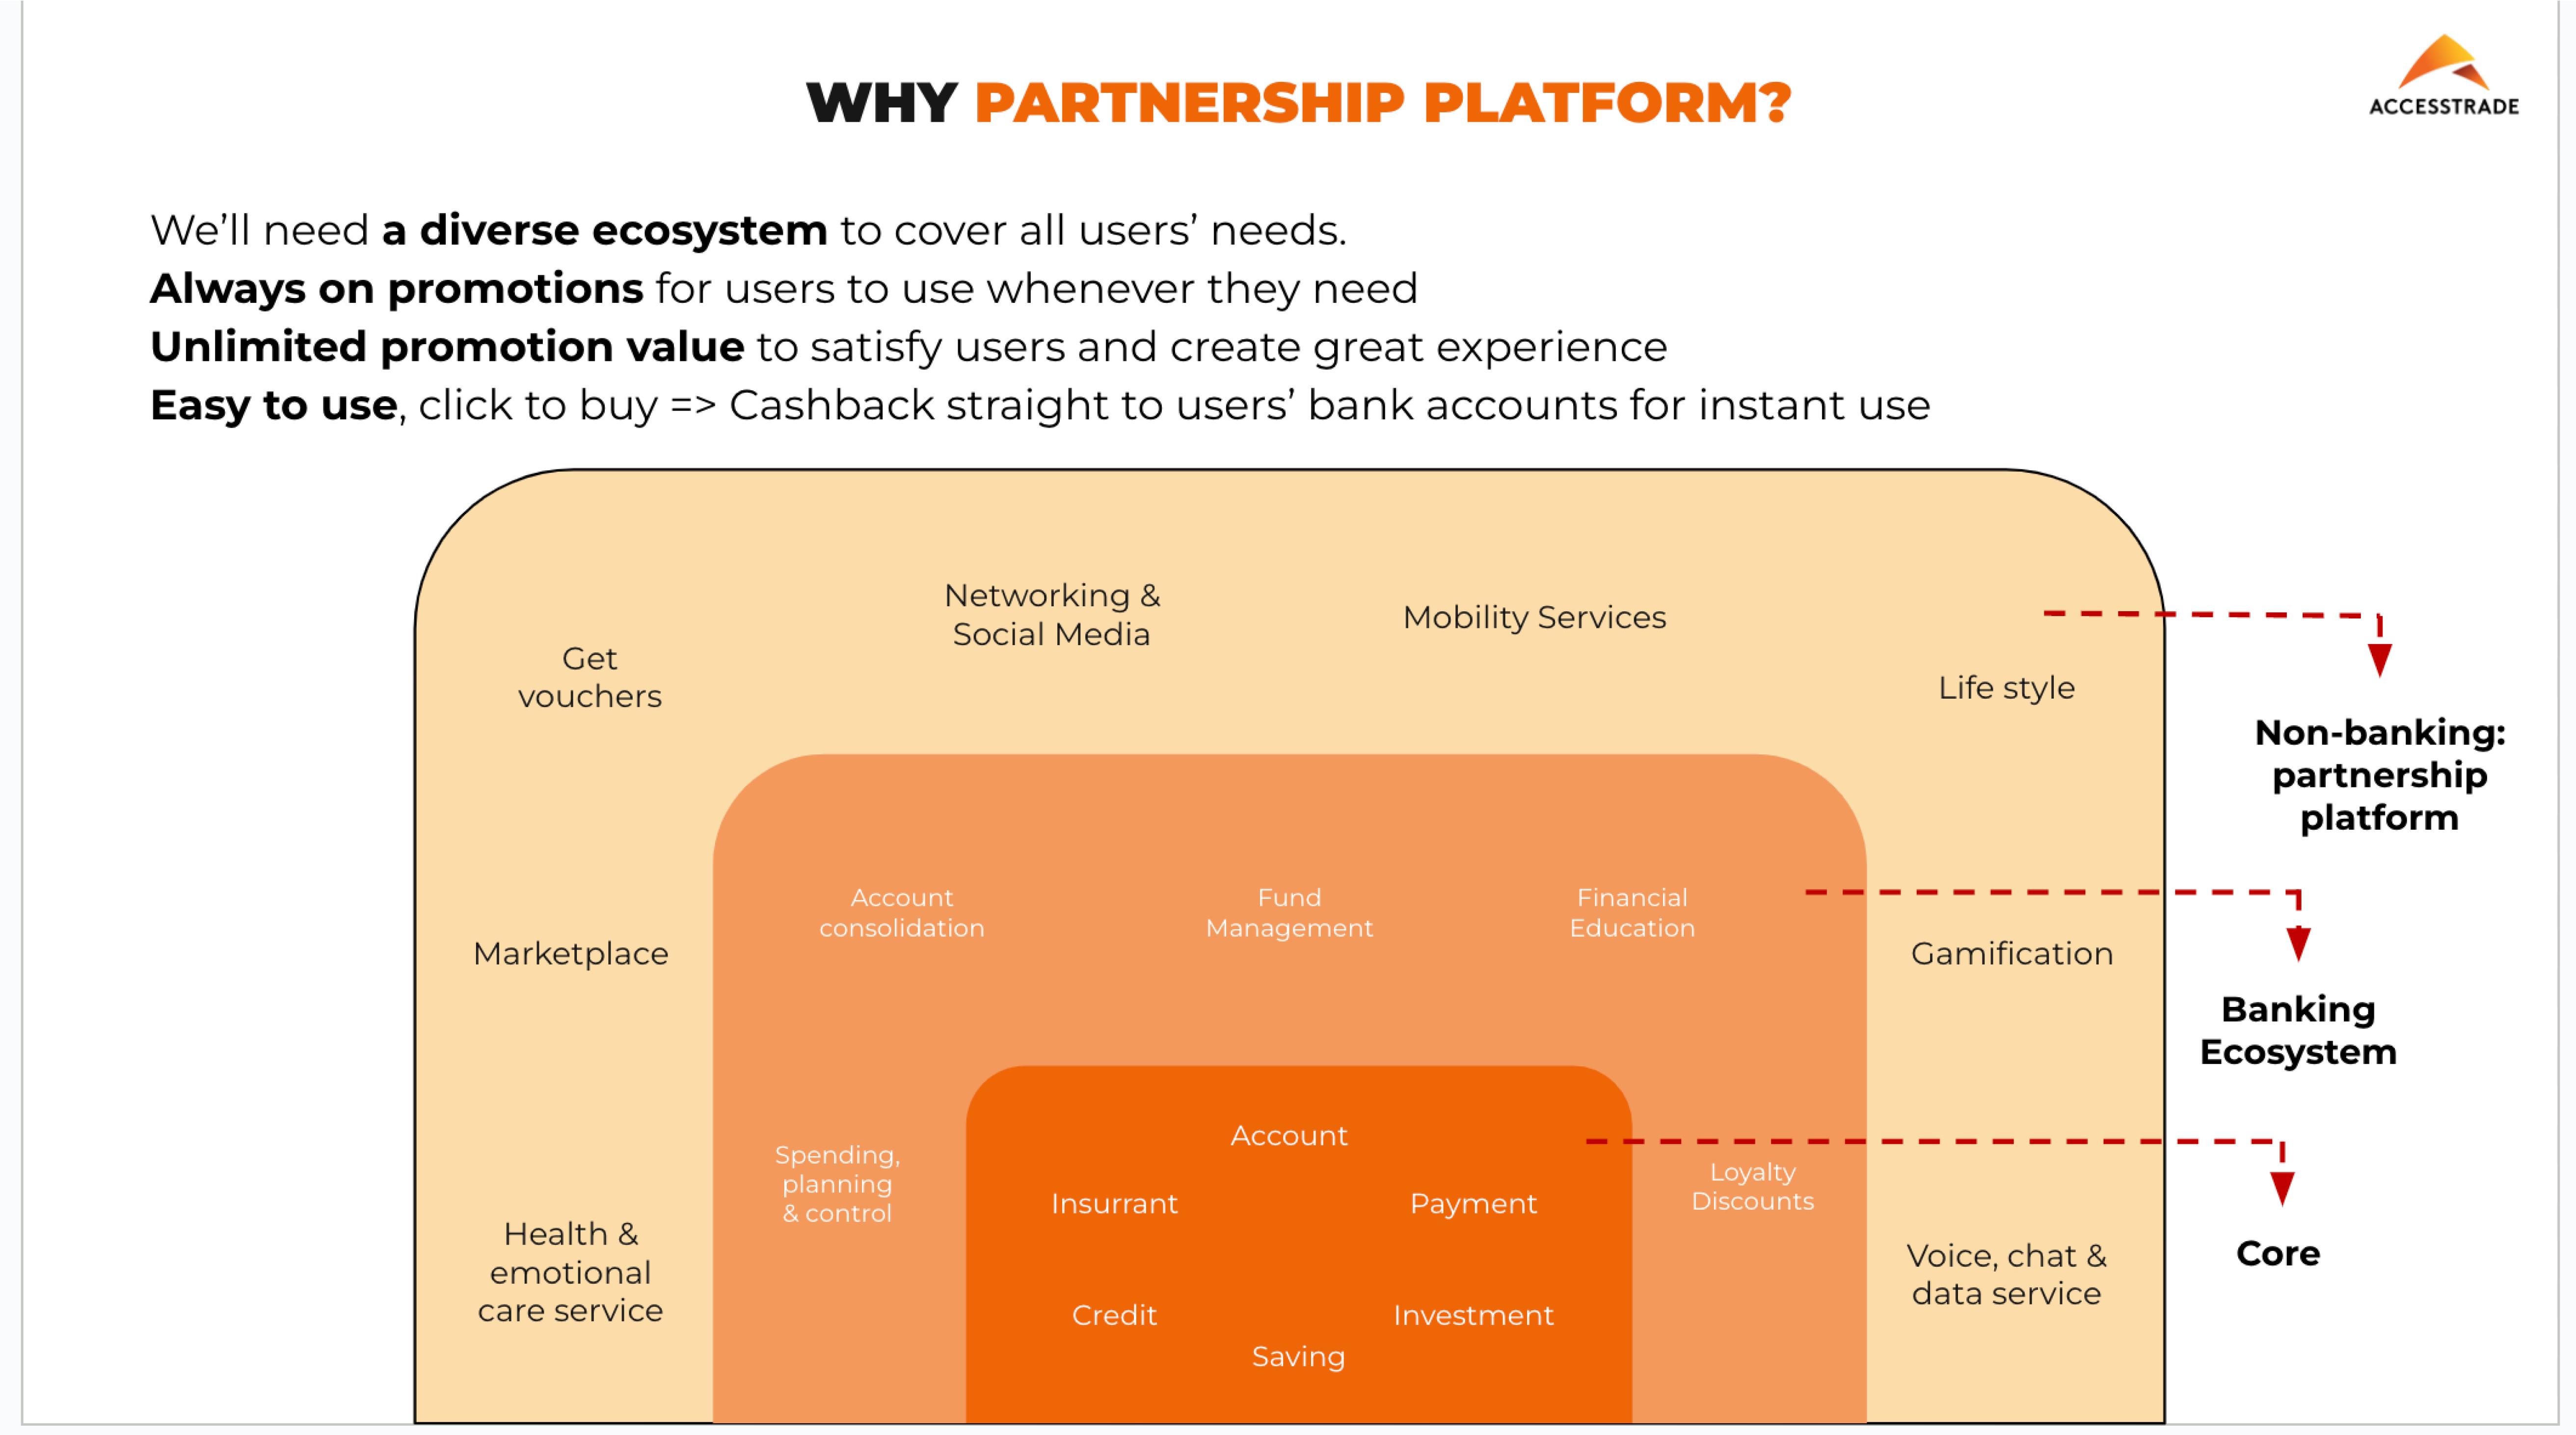 ACCESSTRADE
WHY PARTNERSHIP PLATFORM?
We’ll need a diverse ecosystem to cover all users’ needs.
Always on promotions for users to use whenever they need
Unlimited promotion value to satisfy users and create great experience
Easy to use, click to buy => Cashback straight to users’ bank accounts for instant use
Networking &
Social Media
Mobility Services
Get
vouchers
Life style
Non-banking:
partnership
platform
Account
consolidation
Fund
Management
Financial
Education
Marketplace
Gamification
Banking
Ecosystem
Account
Spending,
planning
& control
Insurrant
Payment
Loyalty
Discounts
Health &
emotional
care service
Voice, chat &
data service
Core
Credit
Investment
Saving